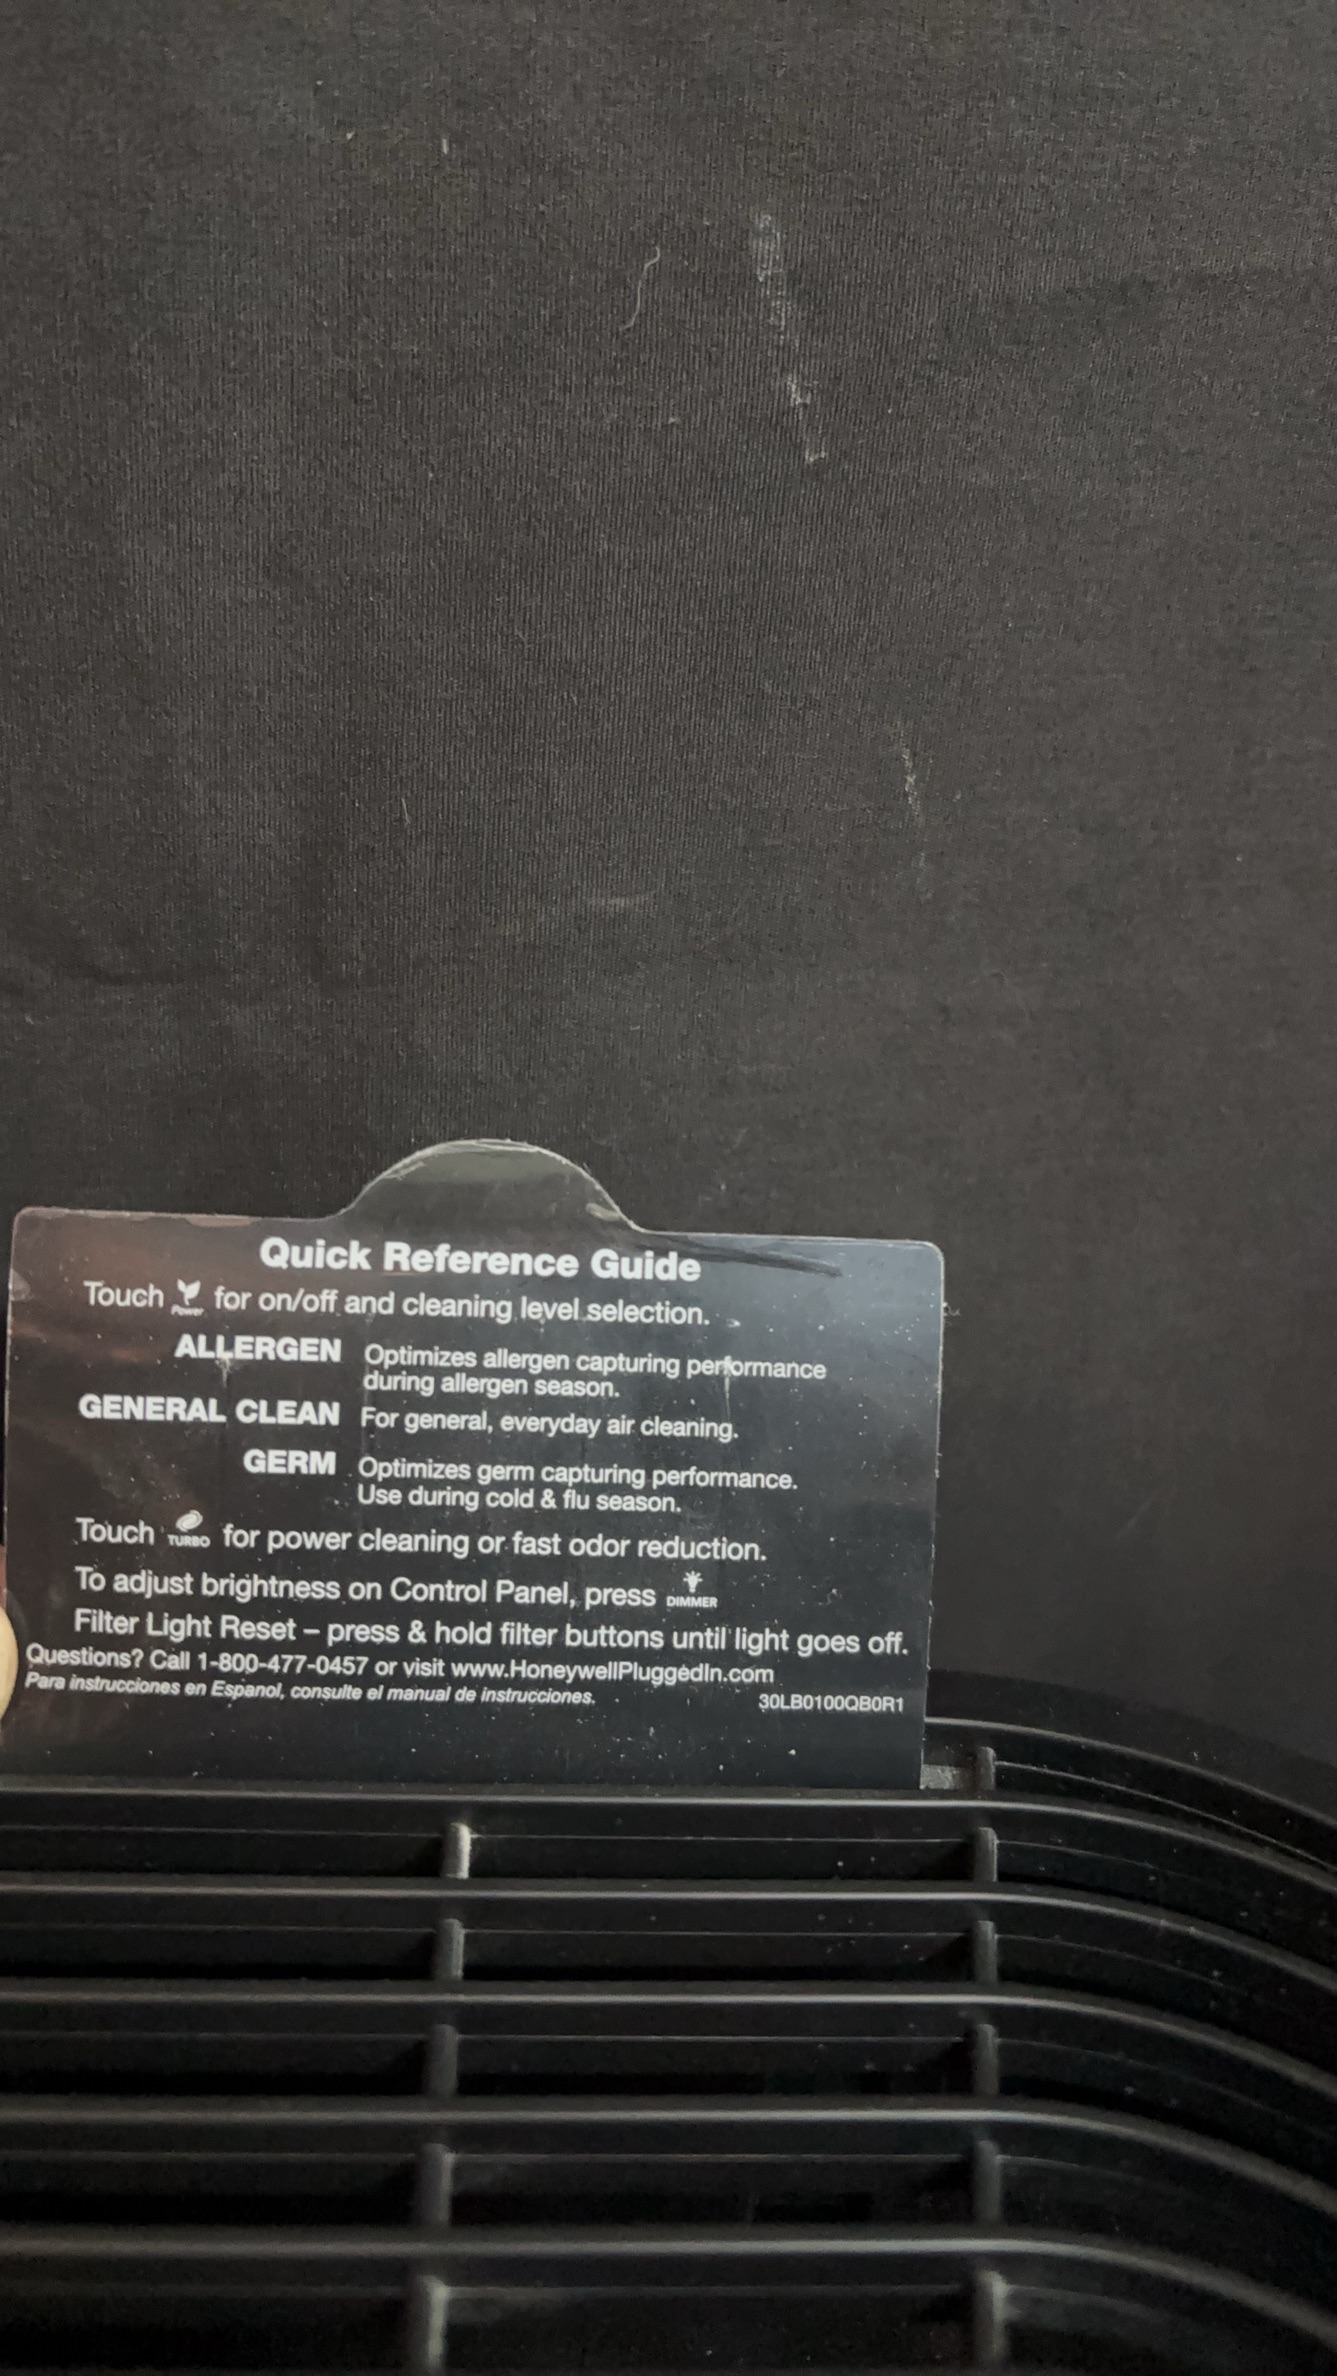 Quick Reference Guide
Touch Power for on/off and cleaning level selection.
ALLERGEN Optimizes allergen capturing performance
during allergen season.
GENERAL CLEAN For general, everyday air cleaning.
GERM Optimizes germ capturing performance.
Use during cold & flu season.
Touch TURBO for power cleaning or fast odor reduction.
To adjust brightness on Control Panel, press DIMMER
Filter Light Reset – press & hold filter buttons until light goes off.
Questions? Call 1-800-477-0457 or visit www.HoneywellPluggedIn.com
Para instrucciones en Espanol, consulte el manual de instrucciones. 30LB0100QB0R1